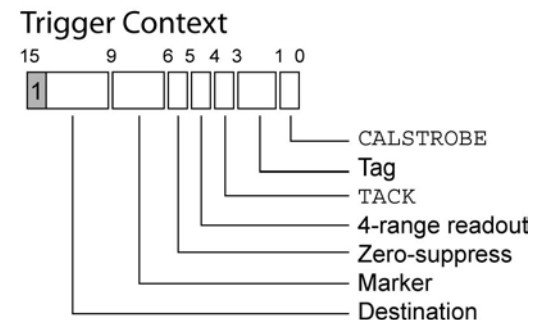 Trigger Context
15 9 6 5 4 3 1 0
1
CALSTROBE
Tag
TACK
4-range readout
Zero-suppress
Marker
Destination